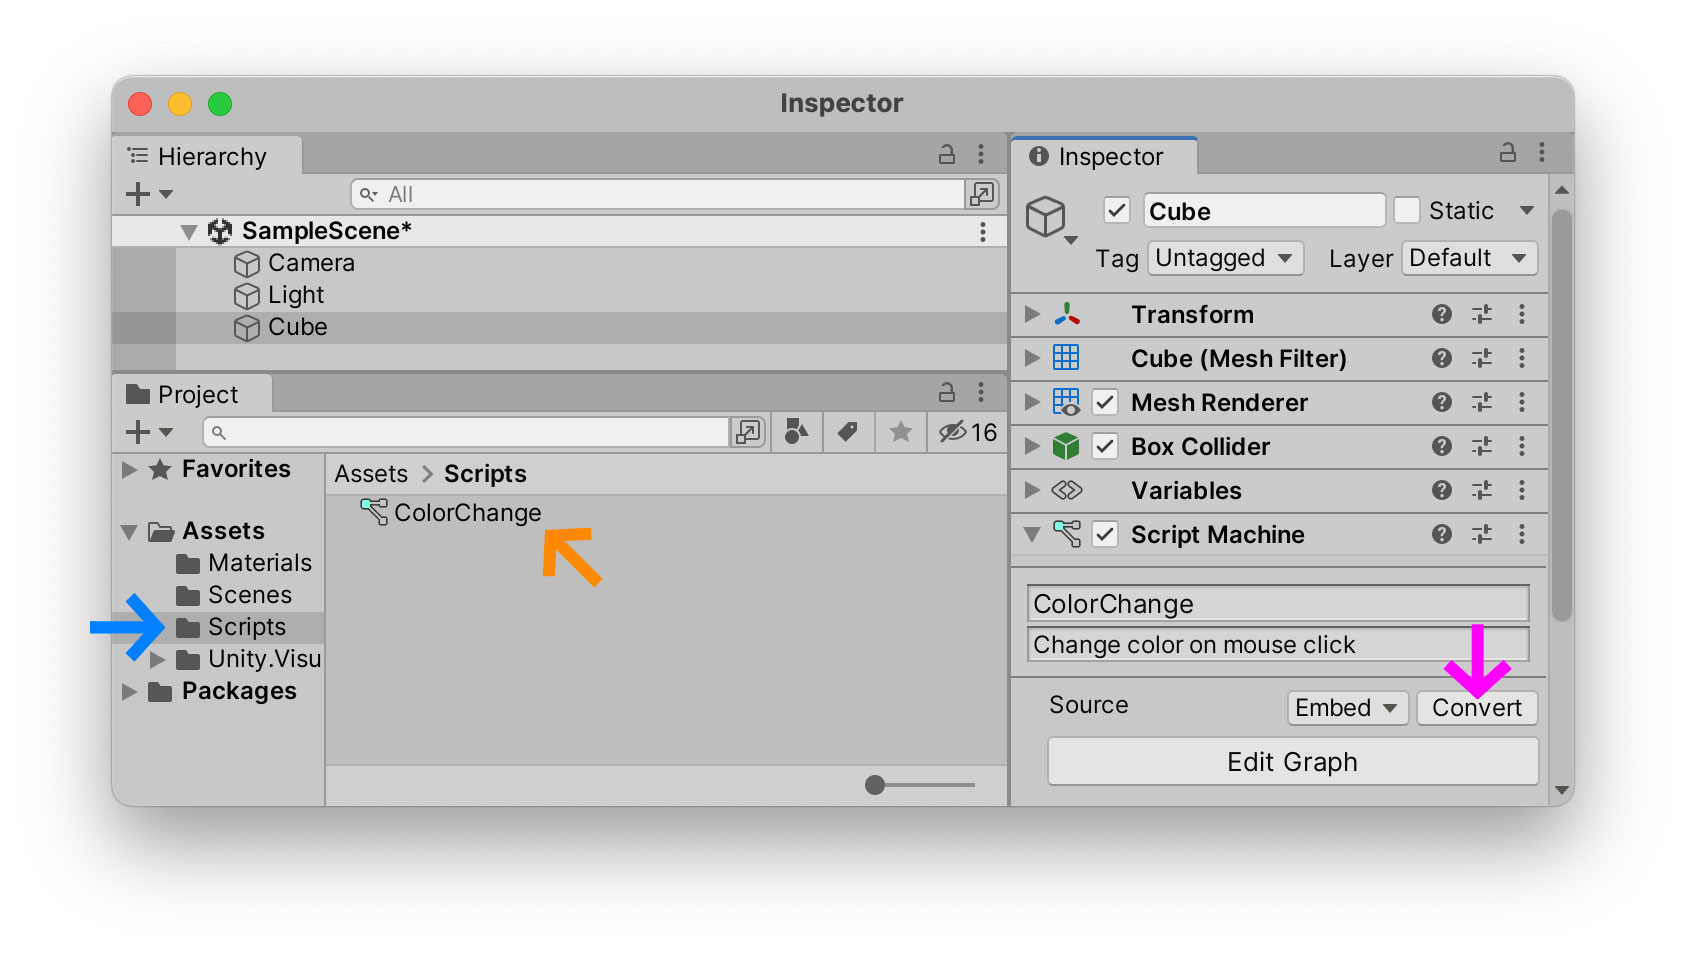 Inspector
Hierarchy
All
SampleScene*
Camera
Light
Cube
Project
16
Favorites
Assets
Materials
Scenes
Scripts
Unity.Visu
Packages
Assets > Scripts
ColorChange
Inspector
Cube
Static
Tag Untagged Layer Default
Transform
Cube (Mesh Filter)
Mesh Renderer
Box Collider
Variables
Script Machine
ColorChange
Change color on mouse click
Source Embed Convert
Edit Graph